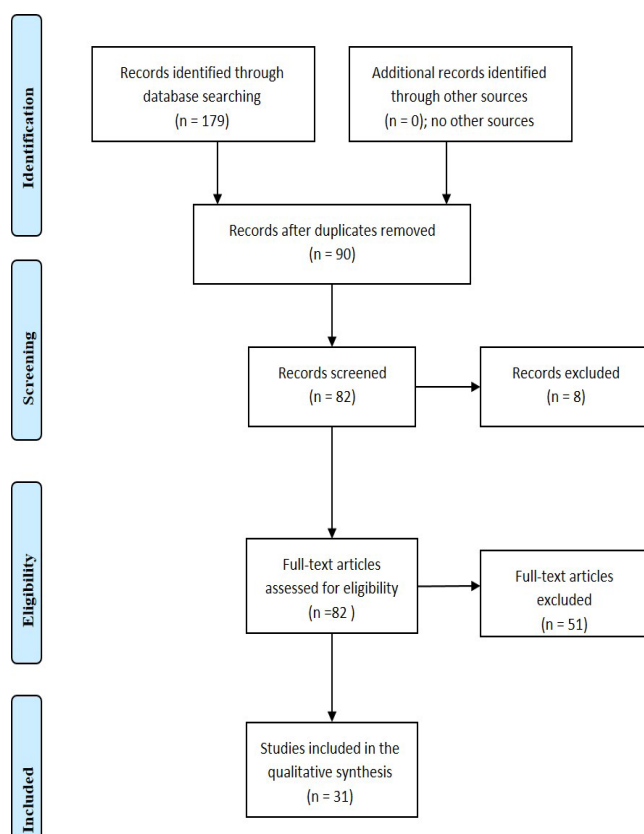 Identification
Records identified through
database searching
(n = 179)
Additional records identified
through other sources
(n = 0); no other sources
Records after duplicates removed
(n = 90)
Screening
Records screened
(n = 82)
Records excluded
(n = 8)
Eligibility
Full-text articles
assessed for eligibility
(n =82 )
Full-text articles
excluded
(n = 51)
Included
Studies included in the
qualitative synthesis
(n = 31)